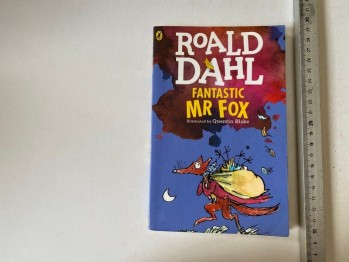 ROALD
DAHL
FANTASTIC
MR FOX
Illustrated by Quentin Blake